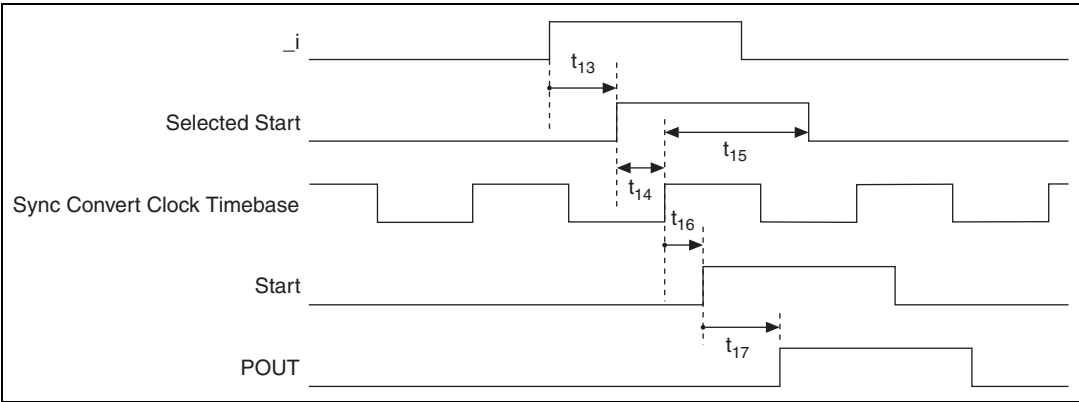 _i
t13
Selected Start
t15
t14
Sync Convert Clock Timebase
t16
Start
t17
POUT